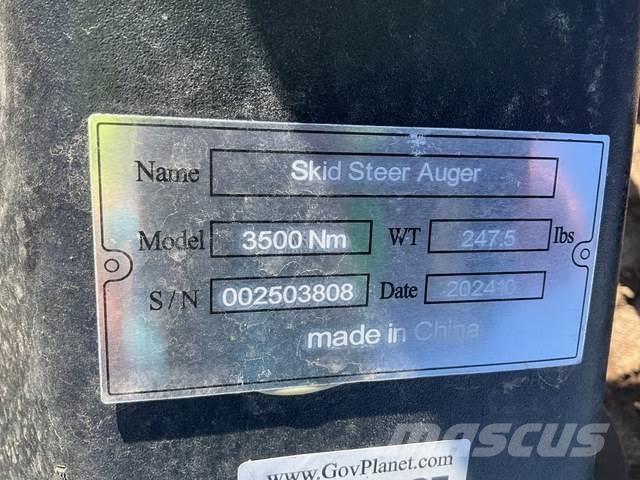 Name Skid Steer Auger
Model 3500 Nm WT 247.5 lbs
S/N 002503808 Date 202410
made in China
mascus
www.GovPlanet.com